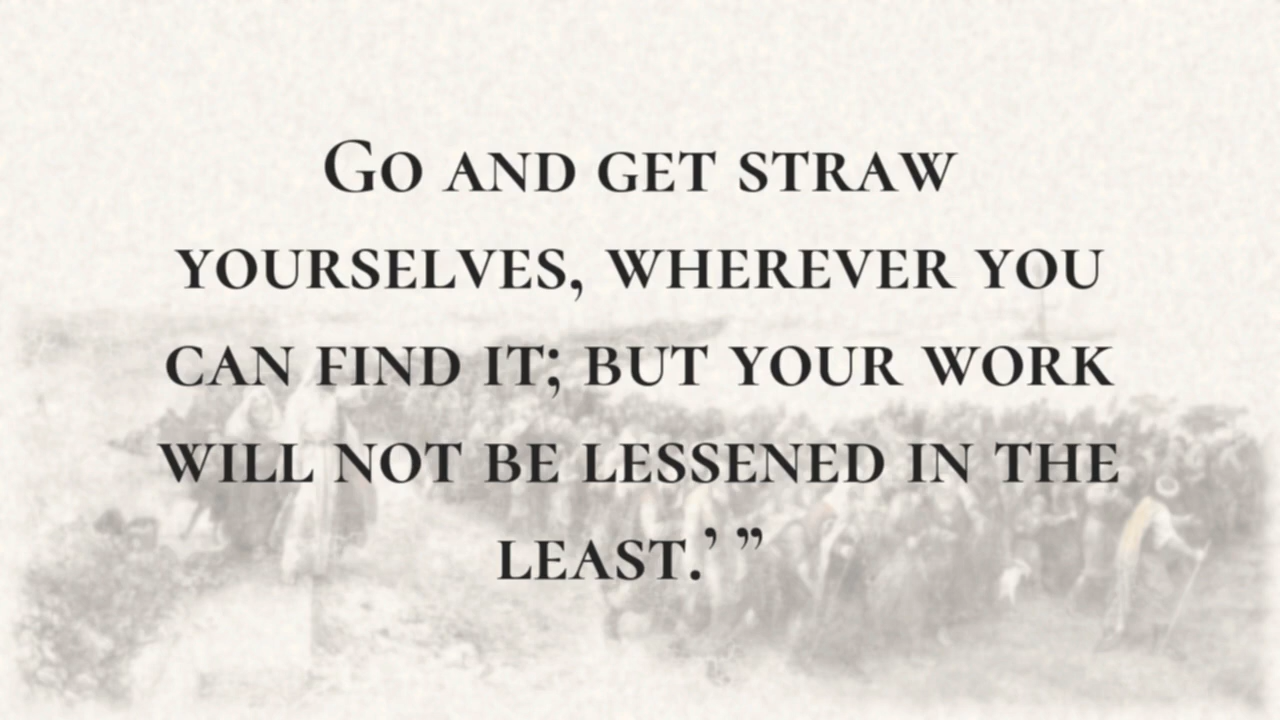 Go and get straw
yourselves, wherever you
can find it; but your work
will not be lessened in the
least.’ ”